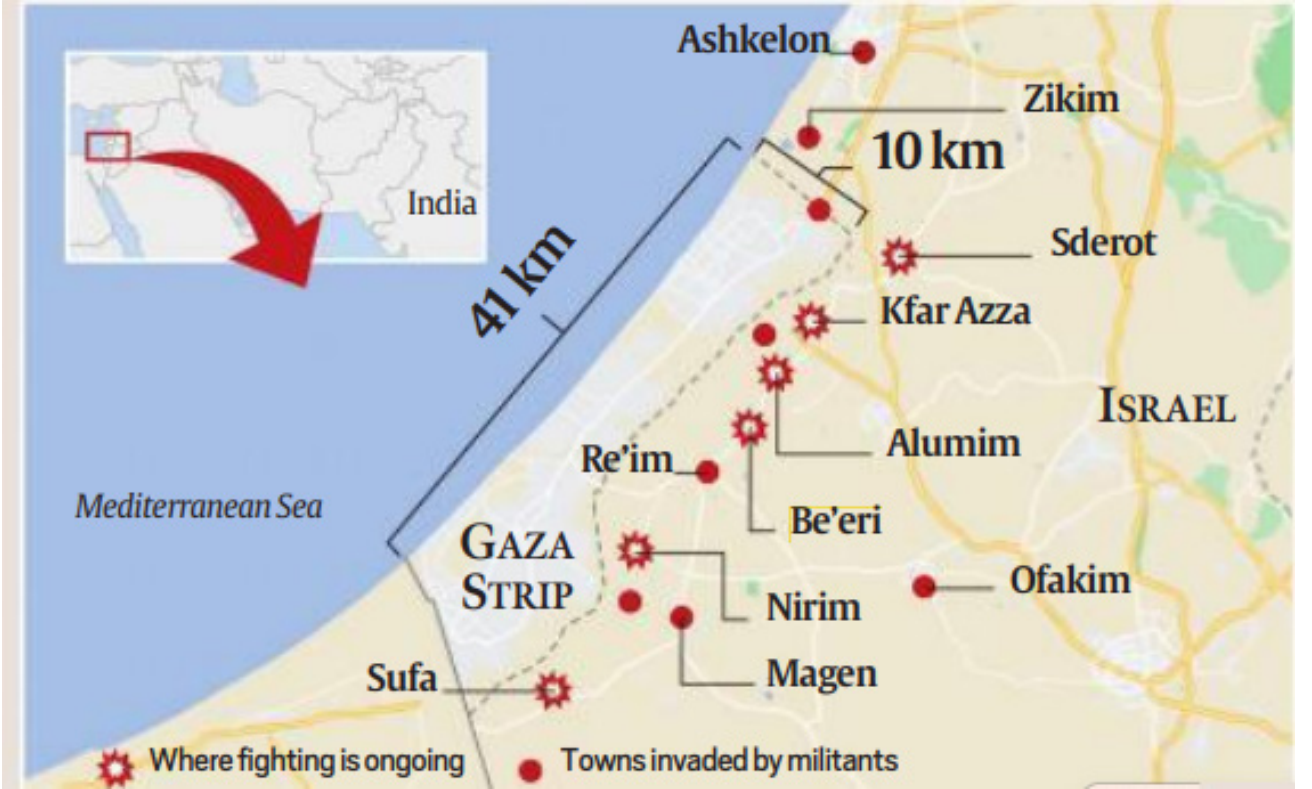 Ashkelon
Zikim
10 km
India
Sderot
41 km
Kfar Azza
ISRAEL
Alumim
Re'im
Mediterranean Sea
Be'eri
GAZA
STRIP
Ofakim
Nirim
Magen
Sufa
Where fighting is ongoing
Towns invaded by militants